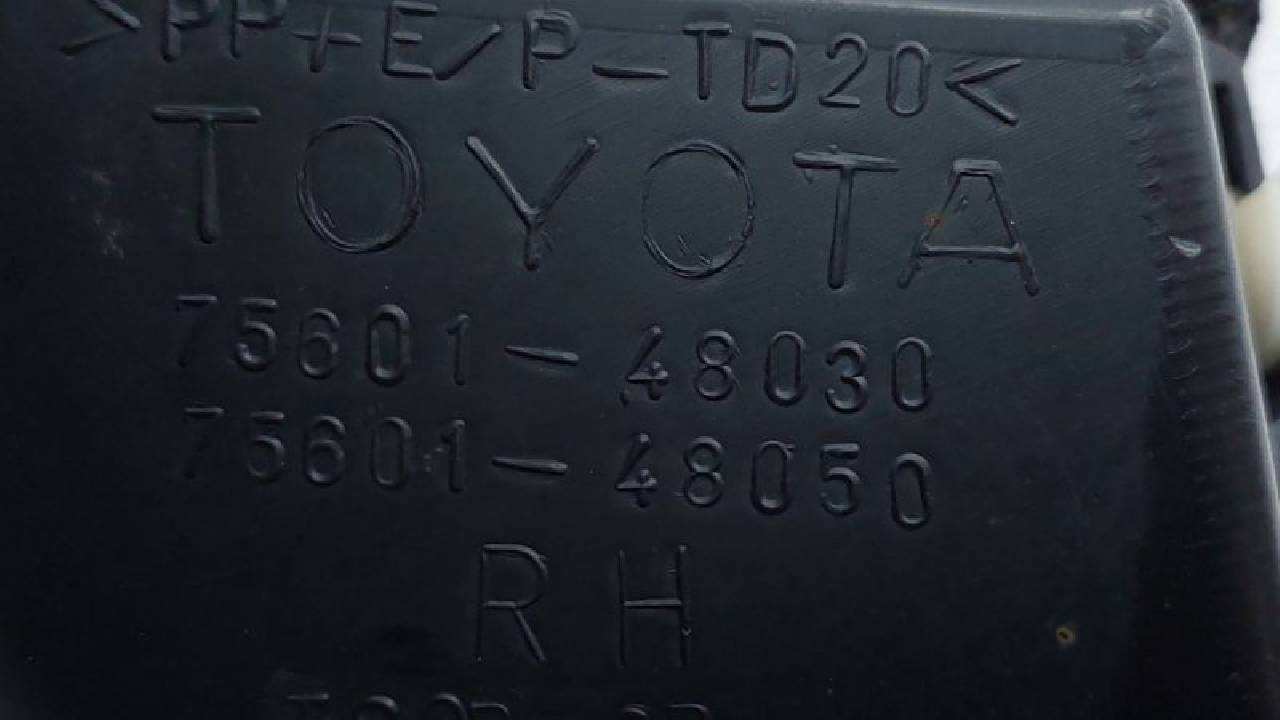 >PP+E/P-TD20<
TOYOTA
75601-48030
75601-48050
RH